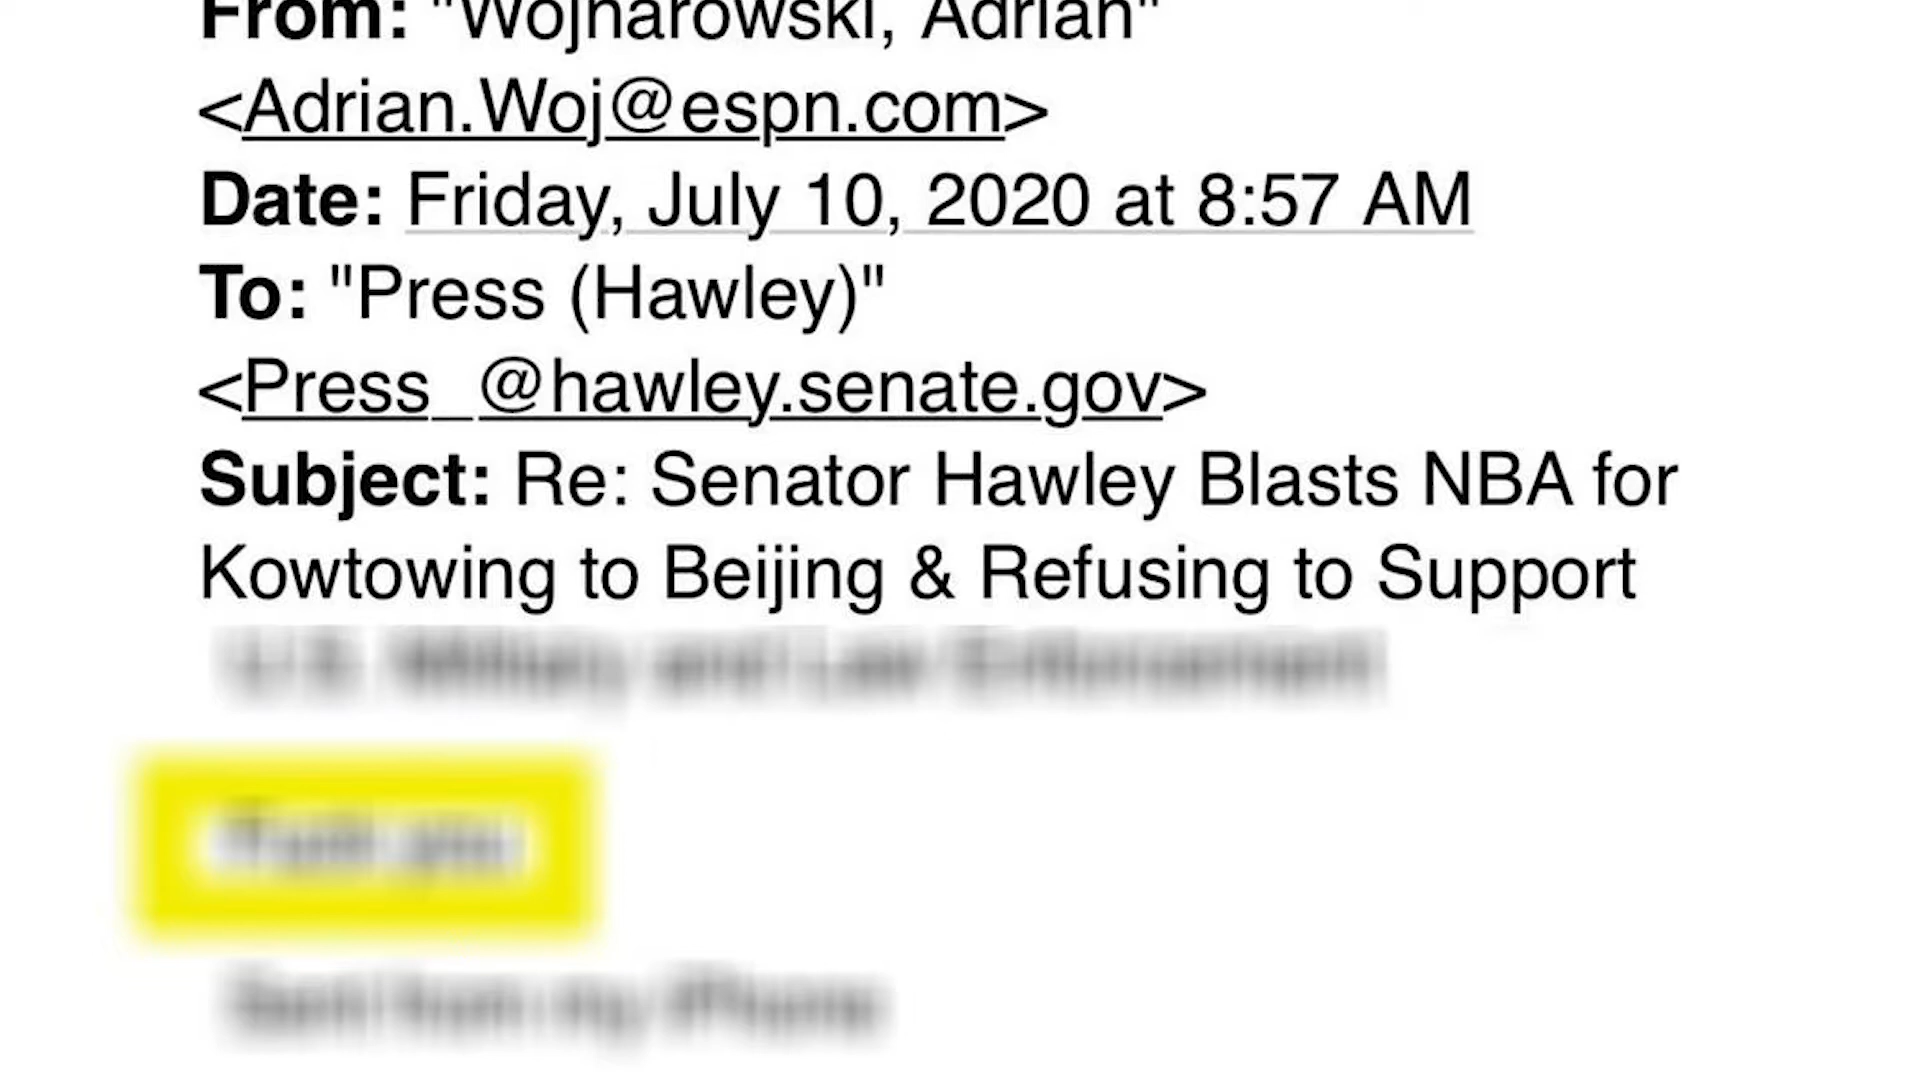 From: "Wojnarowski, Adrian"
<Adrian.Woj@espn.com>
Date: Friday, July 10, 2020 at 8:57 AM
To: "Press (Hawley)"
<Press_@hawley.senate.gov>
Subject: Re: Senator Hawley Blasts NBA for
Kowtowing to Beijing & Refusing to Support